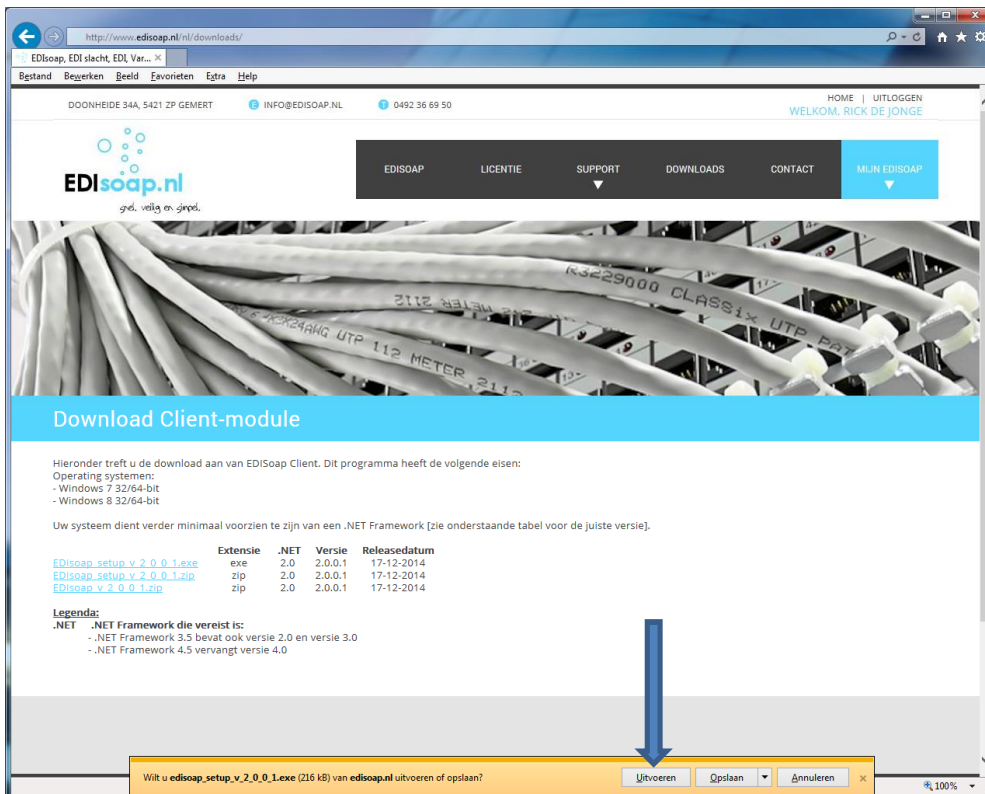 http://www.edisoap.nl/nl/downloads/
EDIsoap, EDI slacht, EDI, Var...
Bestand Bewerken Beeld Favorieten Extra Help
DOONHEIDE 34A, 5421 ZP GEMERT
INFO@EDISOAP.NL
0492 36 69 50
HOME | UITLOGGEN
WELKOM, RICK DE JONGE
EDIsoap.nl
snel, veilig en simpel.
EDISOAP LICENTIE SUPPORT DOWNLOADS CONTACT MIJN EDISOAP
R3229000 CLASSix UTP PAT
2112
4X2X24AWG UTP 112 METER 2112
Download Client-module
Hieronder treft u de download aan van EDISoap Client. Dit programma heeft de volgende eisen:
Operating systemen:
- Windows 7 32/64-bit
- Windows 8 32/64-bit
Uw systeem dient verder minimaal voorzien te zijn van een .NET Framework [zie onderstaande tabel voor de juiste versie].
Extensie .NET Versie Releasedatum
EDIsoap_setup_v_2_0_0_1.exe exe 2.0 2.0.0.1 17-12-2014
EDIsoap_setup_v_2_0_0_1.zip zip 2.0 2.0.0.1 17-12-2014
EDIsoap_v_2_0_0_1.zip zip 2.0 2.0.0.1 17-12-2014
Legenda:
.NET .NET Framework die vereist is:
- .NET Framework 3.5 bevat ook versie 2.0 en versie 3.0
- .NET Framework 4.5 vervangt versie 4.0
Wilt u edisoap_setup_v_2_0_0_1.exe (216 kB) van edisoap.nl uitvoeren of opslaan?
Uitvoeren Opslaan Annuleren
100%